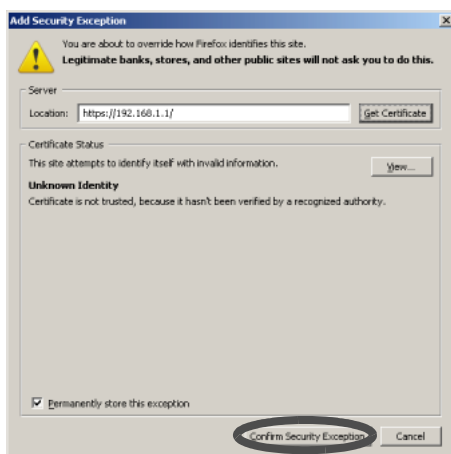 Add Security Exception
You are about to override how Firefox identifies this site.
Legitimate banks, stores, and other public sites will not ask you to do this.
Server
Location: https://192.168.1.1/ Get Certificate
Certificate Status
This site attempts to identify itself with invalid information. View...
Unknown Identity
Certificate is not trusted, because it hasn't been verified by a recognized authority.
Permanently store this exception
Confirm Security Exception Cancel